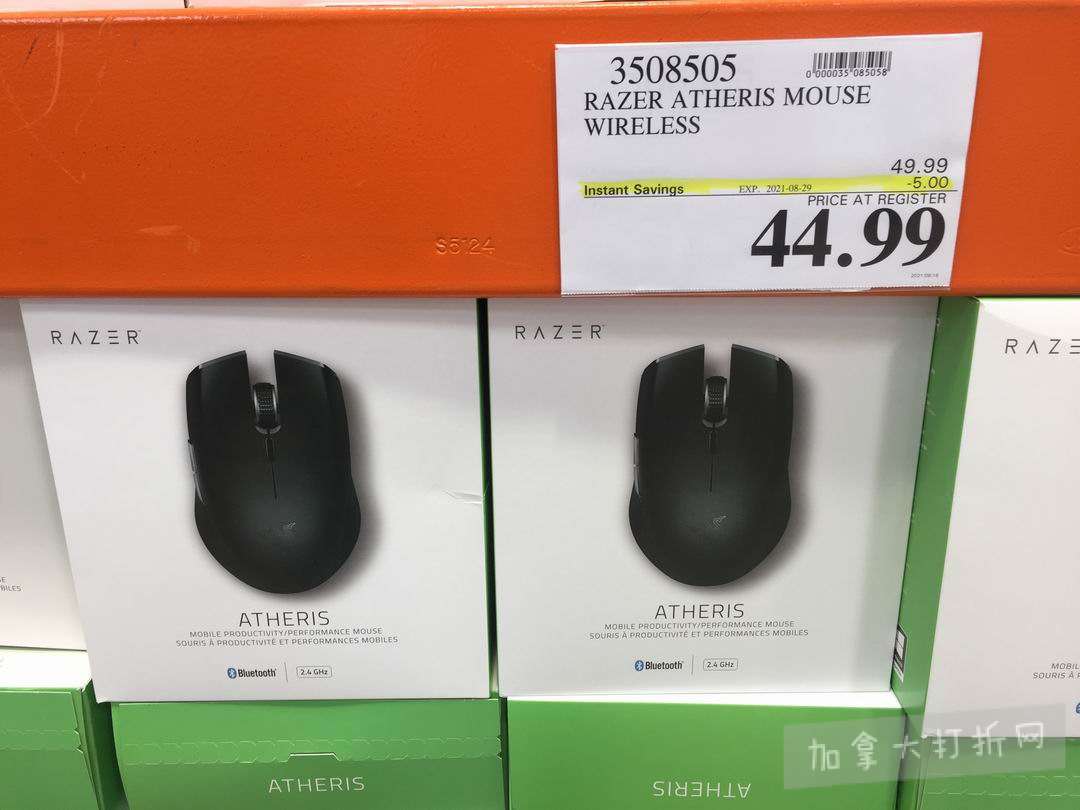 3508505
0 000035 085058
RAZER ATHERIS MOUSE
WIRELESS
49.99
Instant Savings EXP. 2021-08-29 -5.00
PRICE AT REGISTER
44.99
S5124
RAZER
ATHERIS
MOBILE PRODUCTIVITY/PERFORMANCE MOUSE
SOURIS À PRODUCTIVITÉ ET PERFORMANCES MOBILES
Bluetooth 2.4 GHz
RAZER
ATHERIS
MOBILE PRODUCTIVITY/PERFORMANCE MOUSE
SOURIS À PRODUCTIVITÉ ET PERFORMANCES MOBILES
Bluetooth 2.4 GHz
ATHERIS
ATHERIS
加拿大打折网